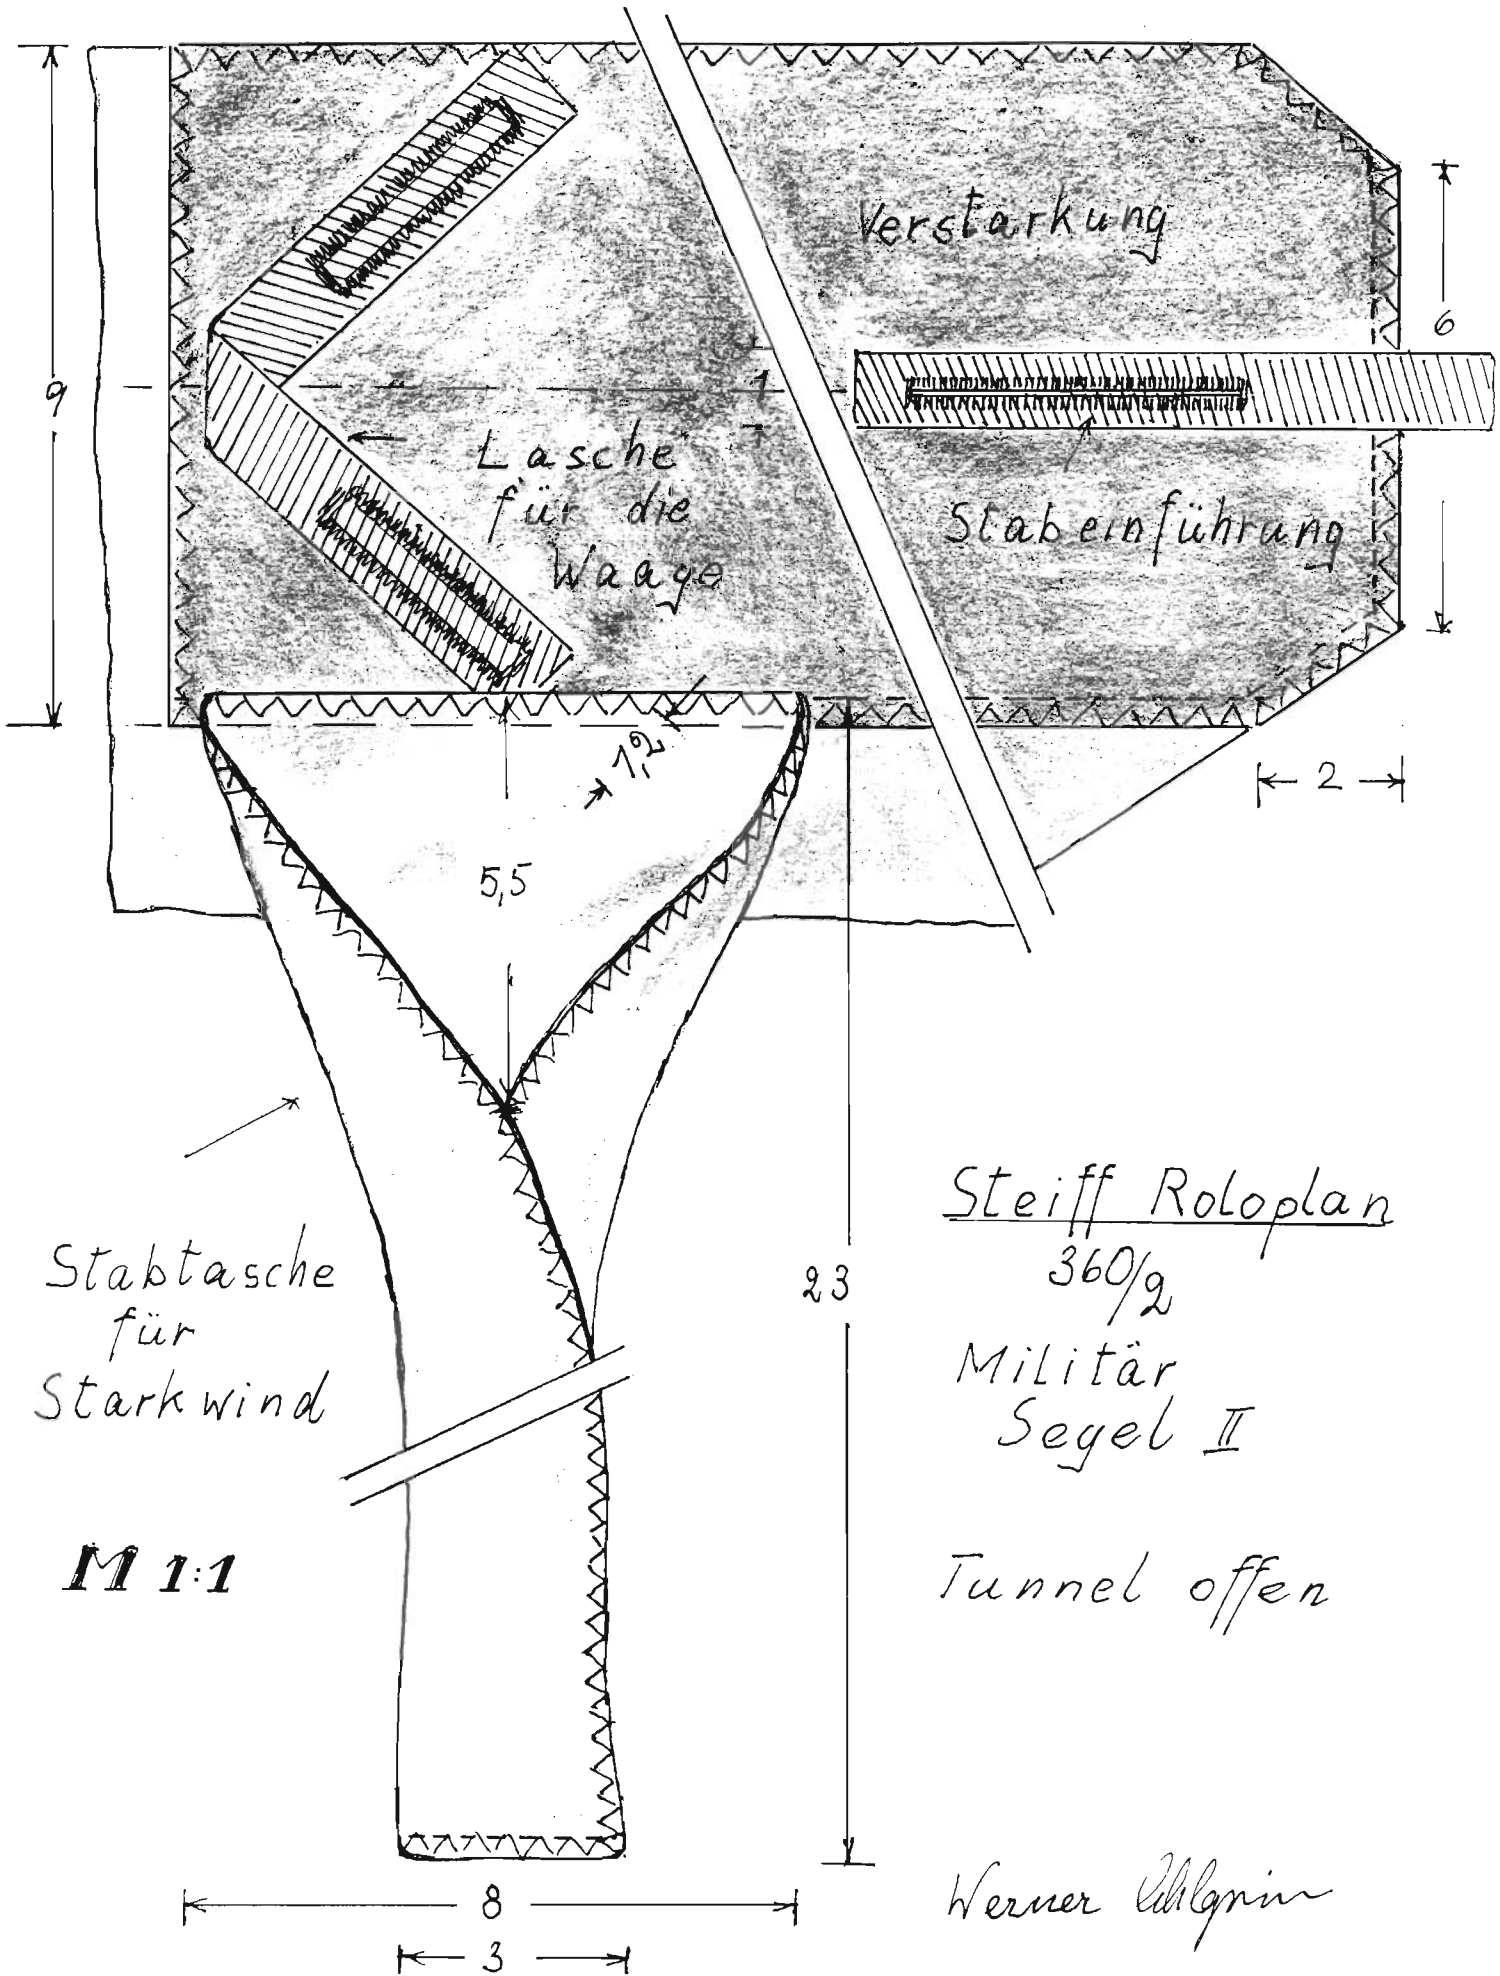 9
Verstärkung
6
1
Lasche
für die
Waage
Stabeinführung
1,2
2
5,5
Steiff Roloplan
360/2
Stabtasche
für
Starkwind
23
Militär
Segel II
M 1:1
Tunnel offen
8
Werner
3